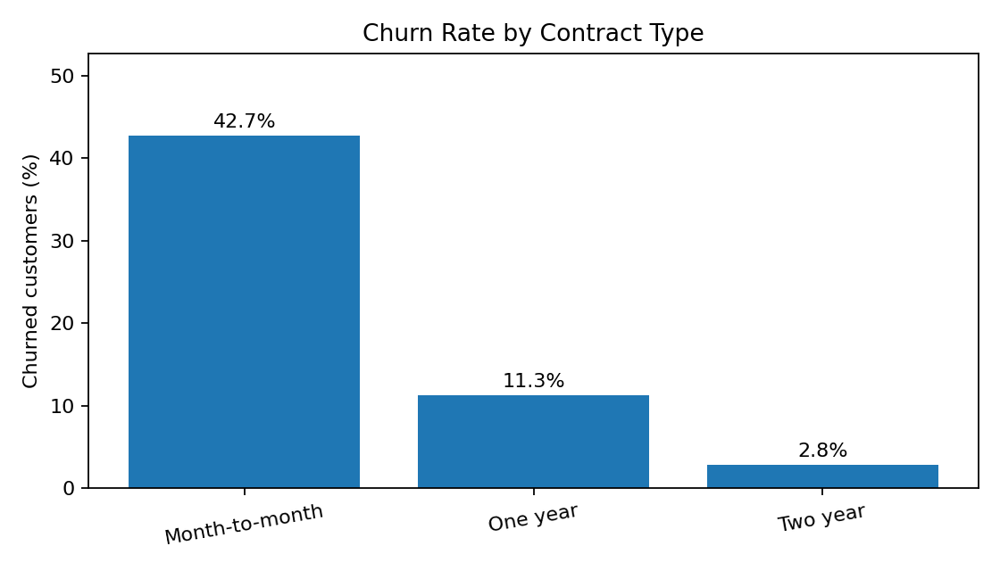 Churn Rate by Contract Type
Churned customers (%)
50
40
30
20
10
0
42.7%
11.3%
2.8%
Month-to-month
One year
Two year